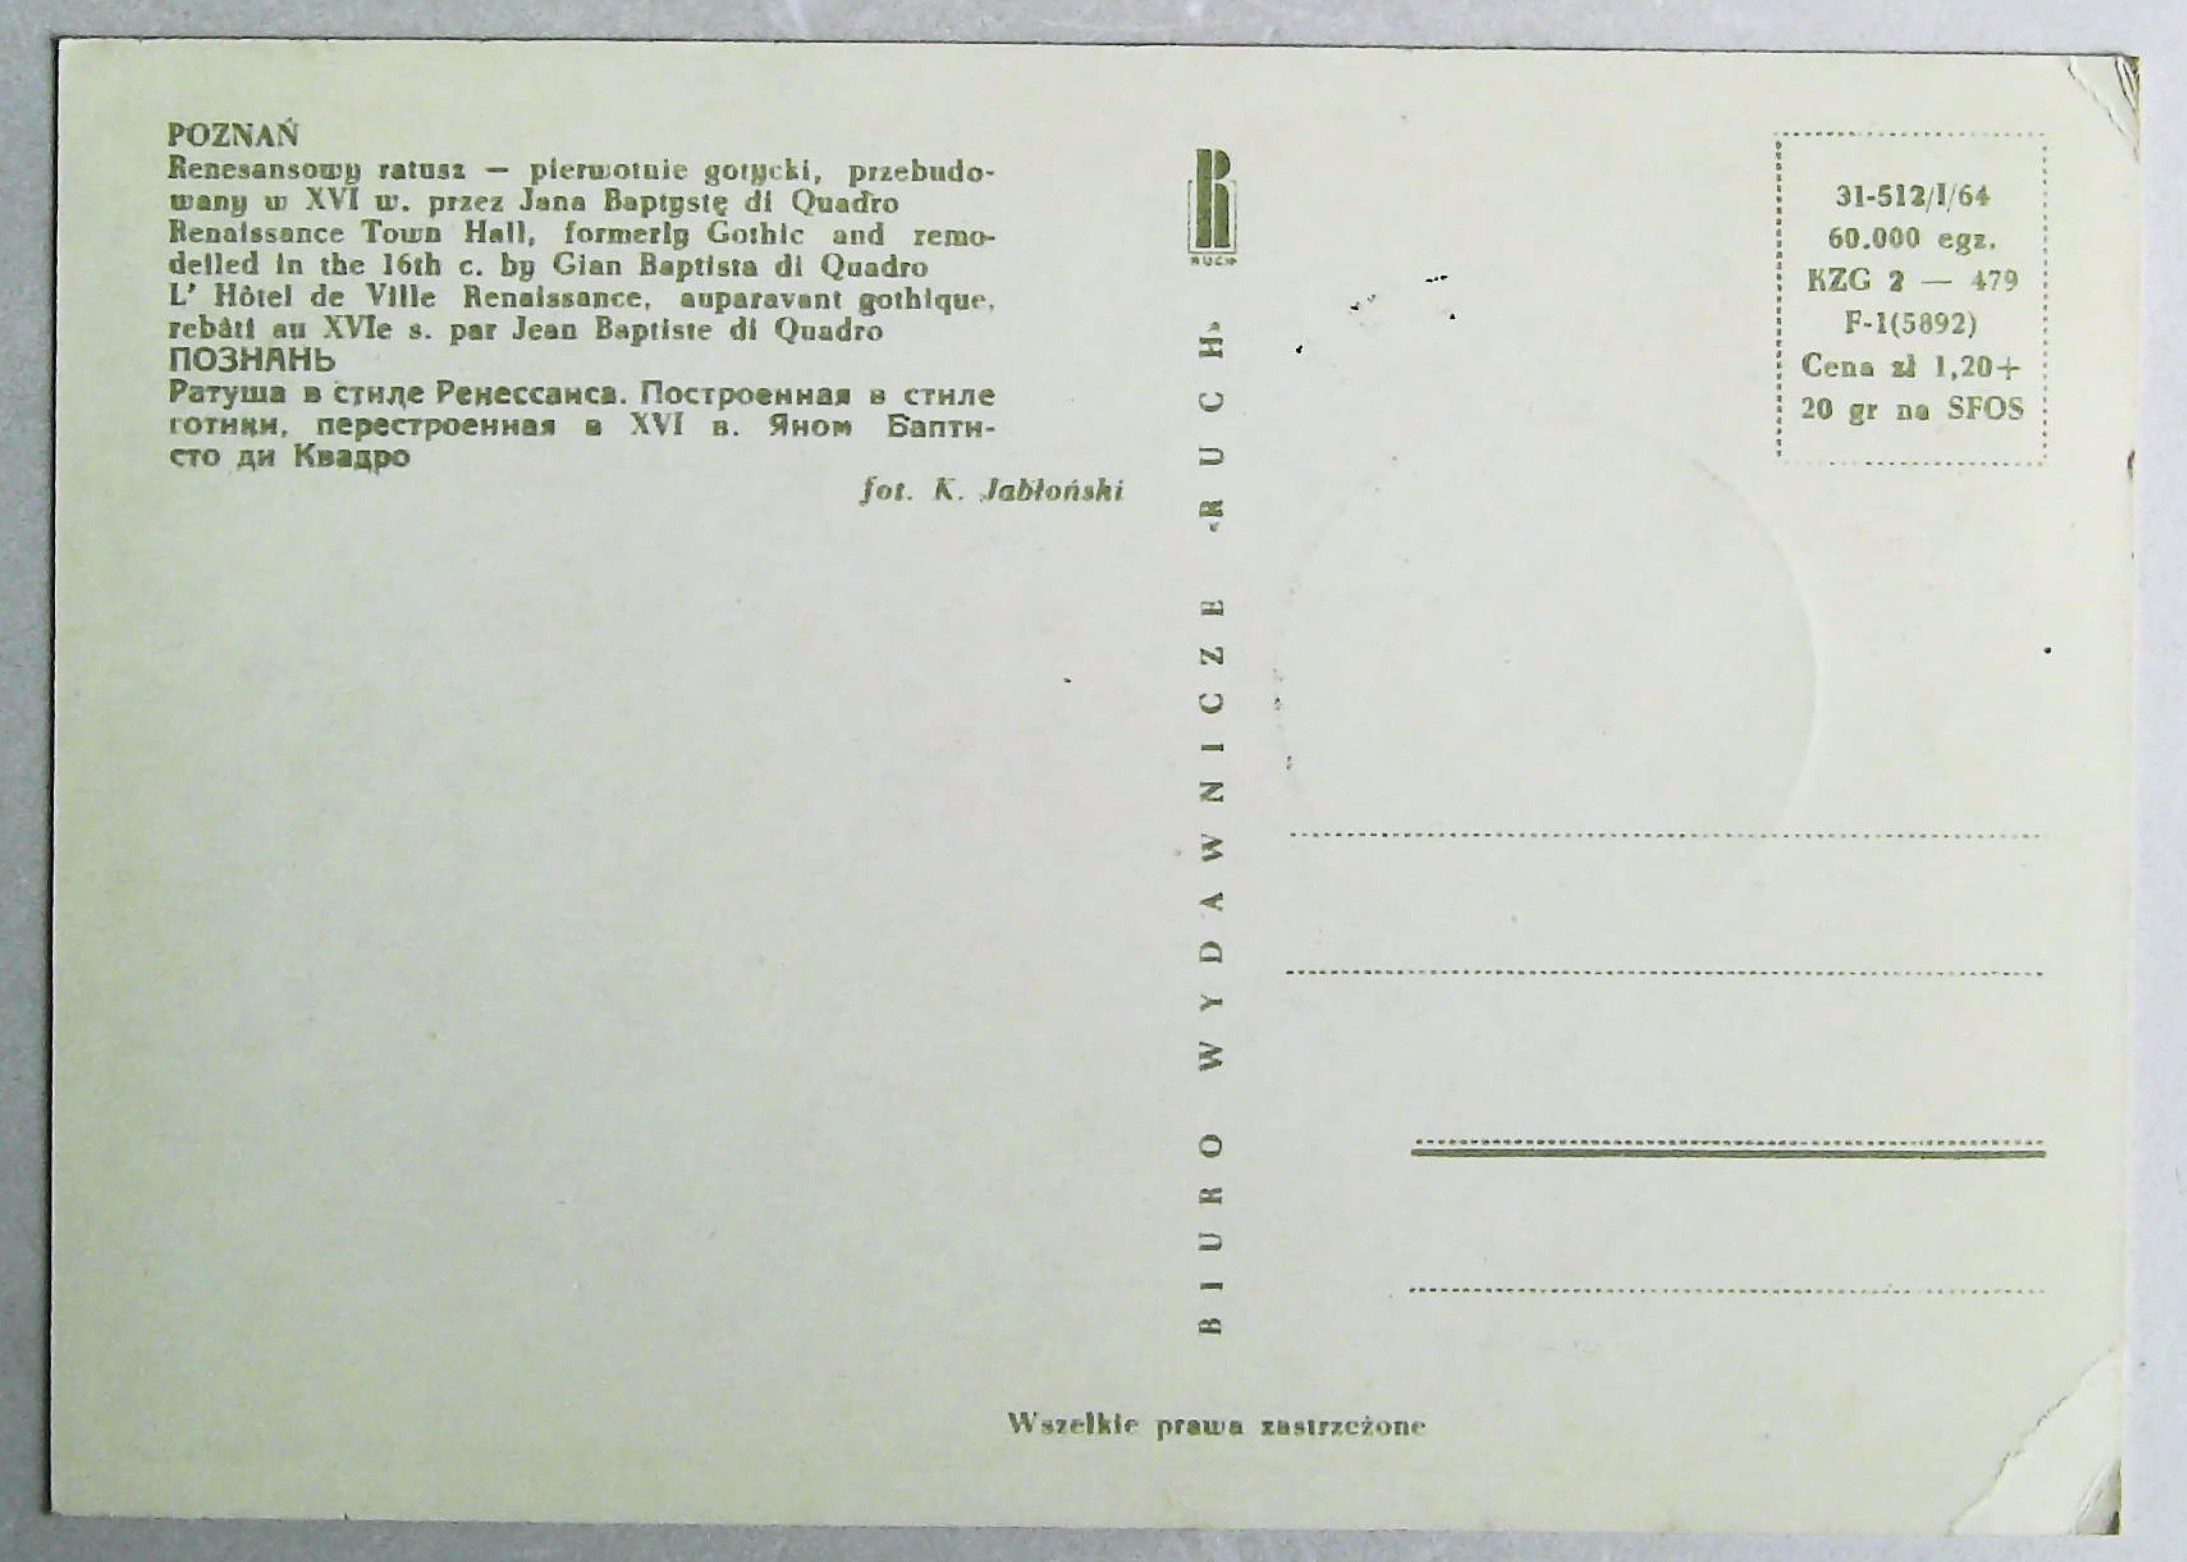 POZNAŃ
Renesansowy ratusz — pierwotnie gotycki, przebudo-
wany w XVI w. przez Jana Baptystę di Quadro
Renaissance Town Hall, formerly Gothic and remo-
delled in the 16th c. by Gian Baptista di Quadro
L' Hôtel de Ville Renaissance, auparavant gothique,
rebâti au XVIe s. par Jean Baptiste di Quadro
ПОЗНАНЬ
Ратуша в стиле Ренессанса. Построенная в стиле
готики, перестроенная в XVI в. Яном Бапти-
сто ди Квадро
fot. K. Jabłoński
R
RUCH
BIURO WYDAWNICZE «RUCH»
31-512/I/64
60.000 egz.
KZG 2 — 479
F-1(5892)
Cena zł 1,20+
20 gr na SFOS
Wszelkie prawa zastrzeżone